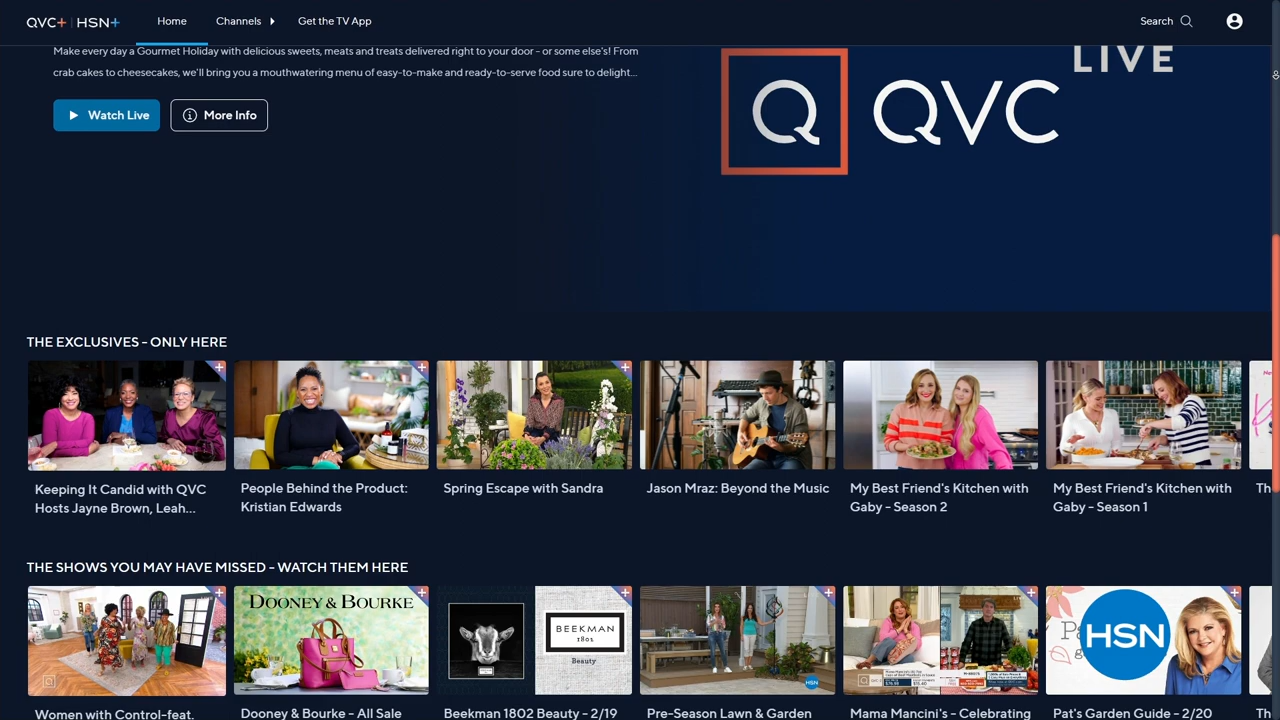 QVC+ | HSN+
Home
Channels
Get the TV App
Search
Make every day a Gourmet Holiday with delicious sweets, meats and treats delivered right to your door - or some else's! From
crab cakes to cheesecakes, we'll bring you a mouthwatering menu of easy-to-make and ready-to-serve food sure to delight...
Watch Live
More Info
LIVE
Q QVC
THE EXCLUSIVES - ONLY HERE
Keeping It Candid with QVC
Hosts Jayne Brown, Leah...
People Behind the Product:
Kristian Edwards
Spring Escape with Sandra
Jason Mraz: Beyond the Music
My Best Friend's Kitchen with
Gaby - Season 2
My Best Friend's Kitchen with
Gaby - Season 1
Th
THE SHOWS YOU MAY HAVE MISSED - WATCH THEM HERE
DOONEY & BOURKE
BEEKMAN
1802
Beauty
HSN
HSN
Women with Control-feat.
Dooney & Bourke - All Sale
Beekman 1802 Beauty - 2/19
Pre-Season Lawn & Garden
Mama Mancini's - Celebrating
Pat's Garden Guide - 2/20
Th